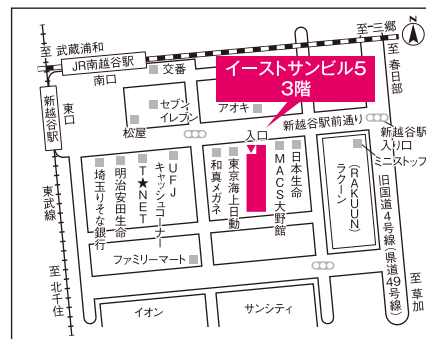 至 武蔵浦和
至 三郷
JR南越谷駅
南口
交番
至 春日部
イーストサンビル5
3階
新越谷駅
東口
セブン
イレブン
アオキ
松屋
入口
新越谷駅前通り
新越谷駅
入り口
ミニストップ
埼玉りそな銀行
明治安田生命
T★NET
キャッシュコーナー
UFJ
和真メガネ
東京海上日動
MACS大野館
日本生命
(RAKUUN)
ラクーン
旧国道4号線(県道49号線)
東武線
ファミリーマート
至 北千住
イオン
サンシティ
至 草加